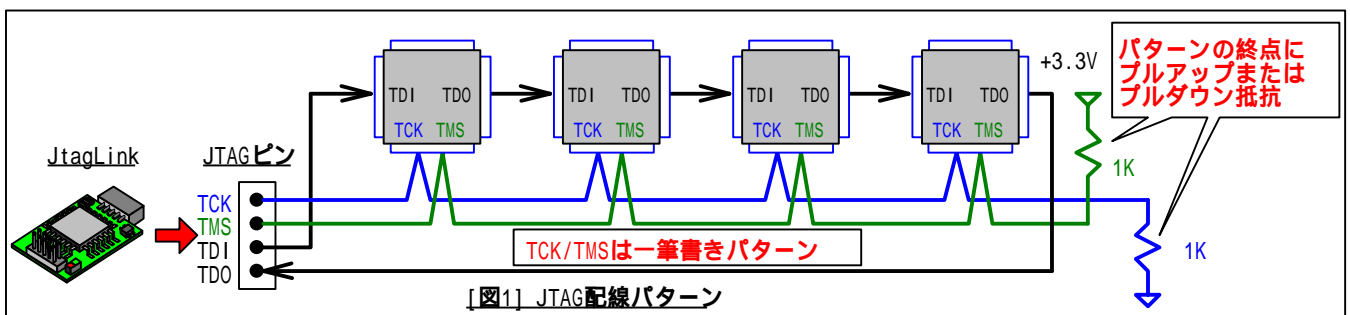 +3.3V
パターンの終点に
プルアップまたは
プルダウン抵抗
TDI TDO
TCK TMS
TDI TDO
TCK TMS
TDI TDO
TCK TMS
TDI TDO
TCK TMS
JtagLink
JTAGピン
1K
TCK
TMS
TDI
TDO
TCK/TMSは一筆書きパターン
1K
[図1] JTAG配線パターン